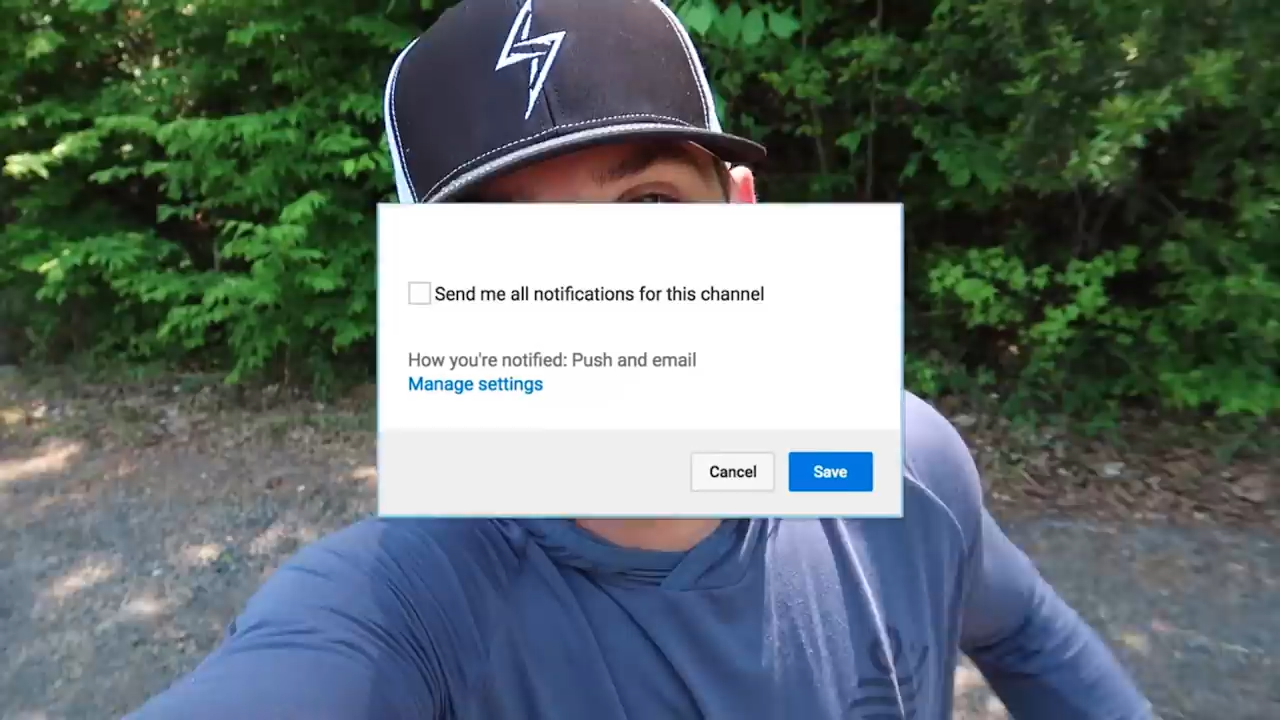 Send me all notifications for this channel
How you're notified: Push and email
Manage settings
Cancel
Save